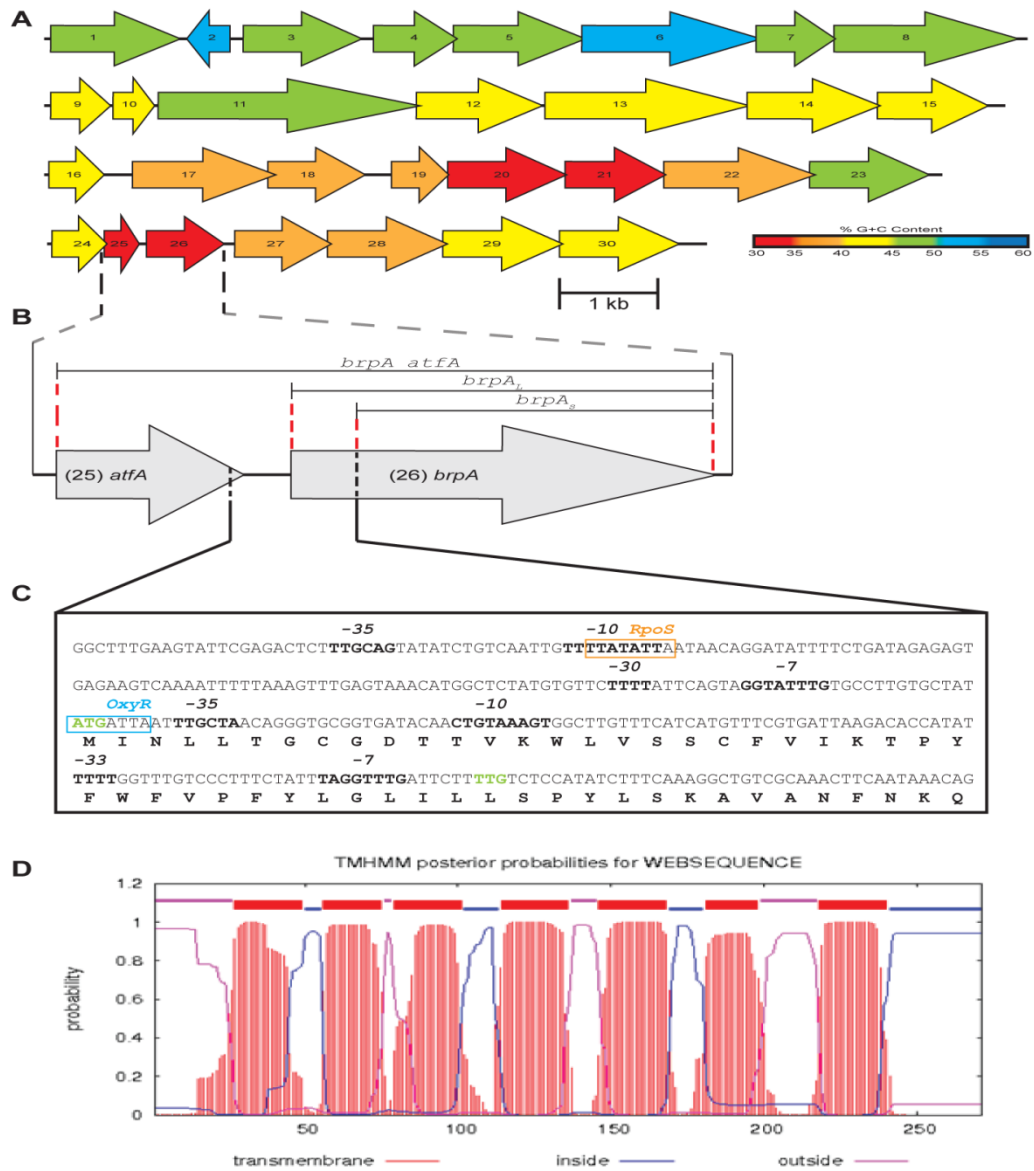 A
1 2 3 4 5 6 7 8
9 10 11 12 13 14 15
16 17 18 19 20 21 22 23
24 25 26 27 28 29 30
% G+C Content
30 35 40 45 50 55 60
1 kb
B
brpA atfA
brpAL
brpAS
(25) atfA (26) brpA
C
-35 -10 RpoS
GGCTTTGAAGTATTCGAGACTCTTTGCAGTATATCTGTCAATTGTTTTATATTAATAACAGGATATTTTCTGATAGAGAGT
-30 -7
GAGAAGTCAAAATTTTTAAAGTTTGAGTAAACATGGCTCTATGTGTTCTTTTATTCAGTAGGTATTTGTGCCTTGTGCTAT
OxyR -35 -10
ATGATTAATTTGCTAACAGGGTGCGGTGATACAACTGTAAAGTGGCTTGTTTCATCATGTTTCGTGATTAAGACACCATAT
M I N L L T G C G D T T V K W L V S S C F V I K T P Y
-33 -7
TTTTGGTTTGTCCCTTTCTATTTAGGTTTGATTCTTTTGTCTCCATATCTTTCAAAGGCTGTCGCAAACTTCAATAAACAG
F W F V P F Y L G L I L L S P Y L S K A V A N F N K Q
D
TMHMM posterior probabilities for WEBSEQUENCE
1.2
1
0.8
0.6
0.4
0.2
0
probability
50 100 150 200 250
transmembrane inside outside